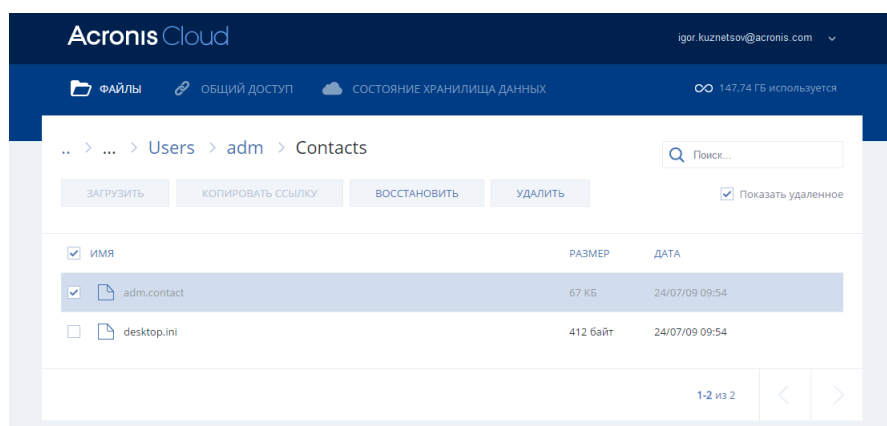 Acronis Cloud
igor.kuznetsov@acronis.com
ФАЙЛЫ ОБЩИЙ ДОСТУП СОСТОЯНИЕ ХРАНИЛИЩА ДАННЫХ 147,74 ГБ используется
.. > ... > Users > adm > Contacts
Поиск...
ЗАГРУЗИТЬ КОПИРОВАТЬ ССЫЛКУ ВОССТАНОВИТЬ УДАЛИТЬ Показать удаленное
ИМЯ РАЗМЕР ДАТА
adm.contact 67 КБ 24/07/09 09:54
desktop.ini 412 байт 24/07/09 09:54
1-2 из 2